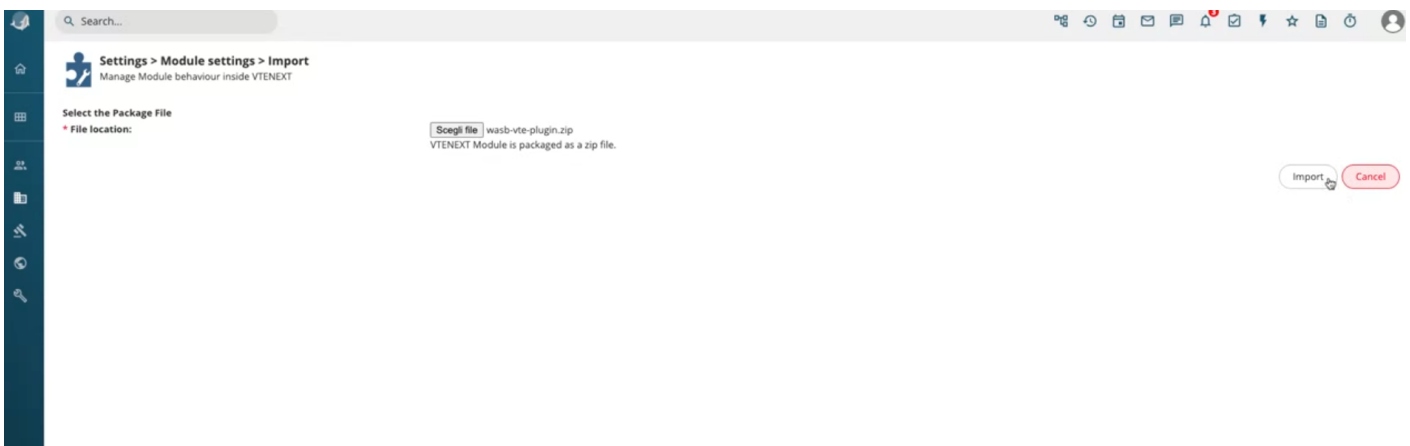 Search...
Settings > Module settings > Import
Manage Module behaviour inside VTENEXT
Select the Package File
* File location:
Scegli file wasb-vte-plugin.zip
VTENEXT Module is packaged as a zip file.
Import Cancel